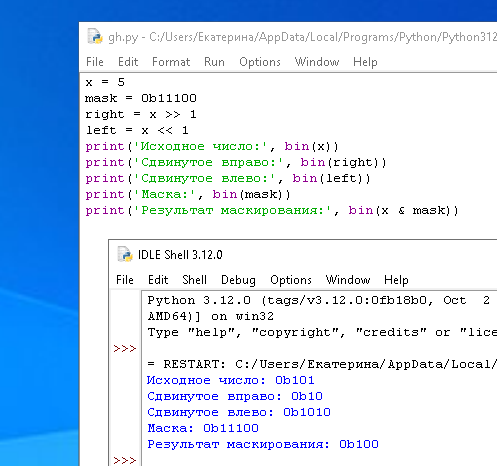 gh.py - C:/Users/Екатерина/AppData/Local/Programs/Python/Python312
File Edit Format Run Options Window Help
x = 5
mask = 0b11100
right = x >> 1
left = x << 1
print('Исходное число:', bin(x))
print('Сдвинутое вправо:', bin(right))
print('Сдвинутое влево:', bin(left))
print('Маска:', bin(mask))
print('Результат маскирования:', bin(x & mask))
IDLE Shell 3.12.0
File Edit Shell Debug Options Window Help
Python 3.12.0 (tags/v3.12.0:0fb18b0, Oct 2
AMD64)] on win32
Type "help", "copyright", "credits" or "lice
>>>
= RESTART: C:/Users/Екатерина/AppData/Local/
Исходное число: 0b101
Сдвинутое вправо: 0b10
Сдвинутое влево: 0b1010
Маска: 0b11100
Результат маскирования: 0b100
>>>